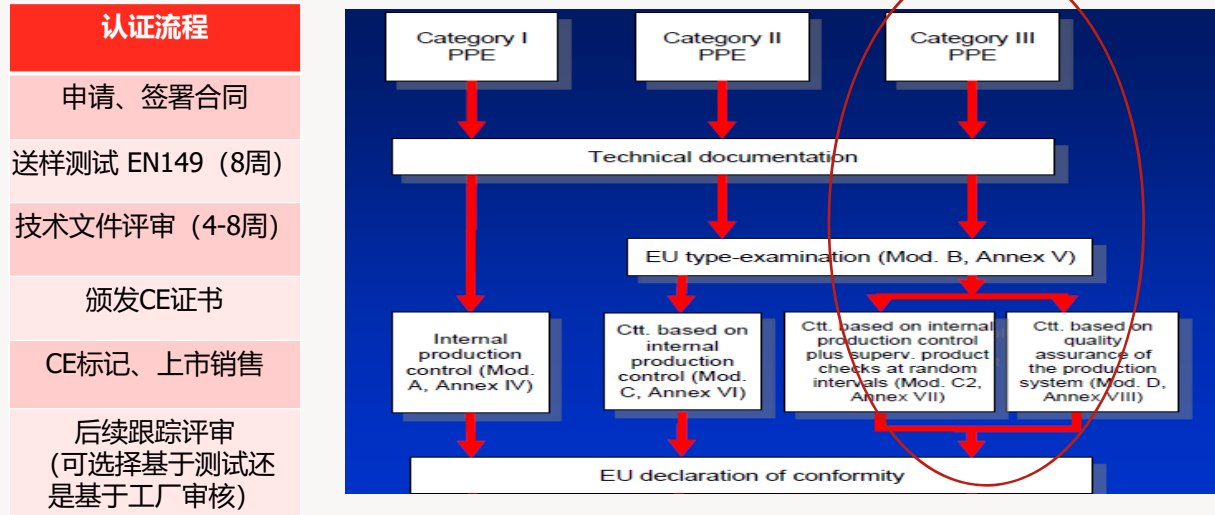 认证流程
申请、签署合同
送样测试 EN149（8周）
技术文件评审（4-8周）
颁发CE证书
CE标记、上市销售
后续跟踪评审
(可选择基于测试还
是基于工厂审核)
Category I
PPE
Category II
PPE
Category III
PPE
Technical documentation
EU type-examination (Mod. B, Annex V)
Internal
production
control (Mod.
A, Annex IV)
Ctt. based on
internal
production
control (Mod.
C, Annex VI)
Ctt. based on internal
production control
plus superv. product
checks at random
intervals (Mod. C2,
Annex VII)
Ctt. based on
quality
assurance of
the production
system (Mod. D,
Annex VIII)
EU declaration of conformity